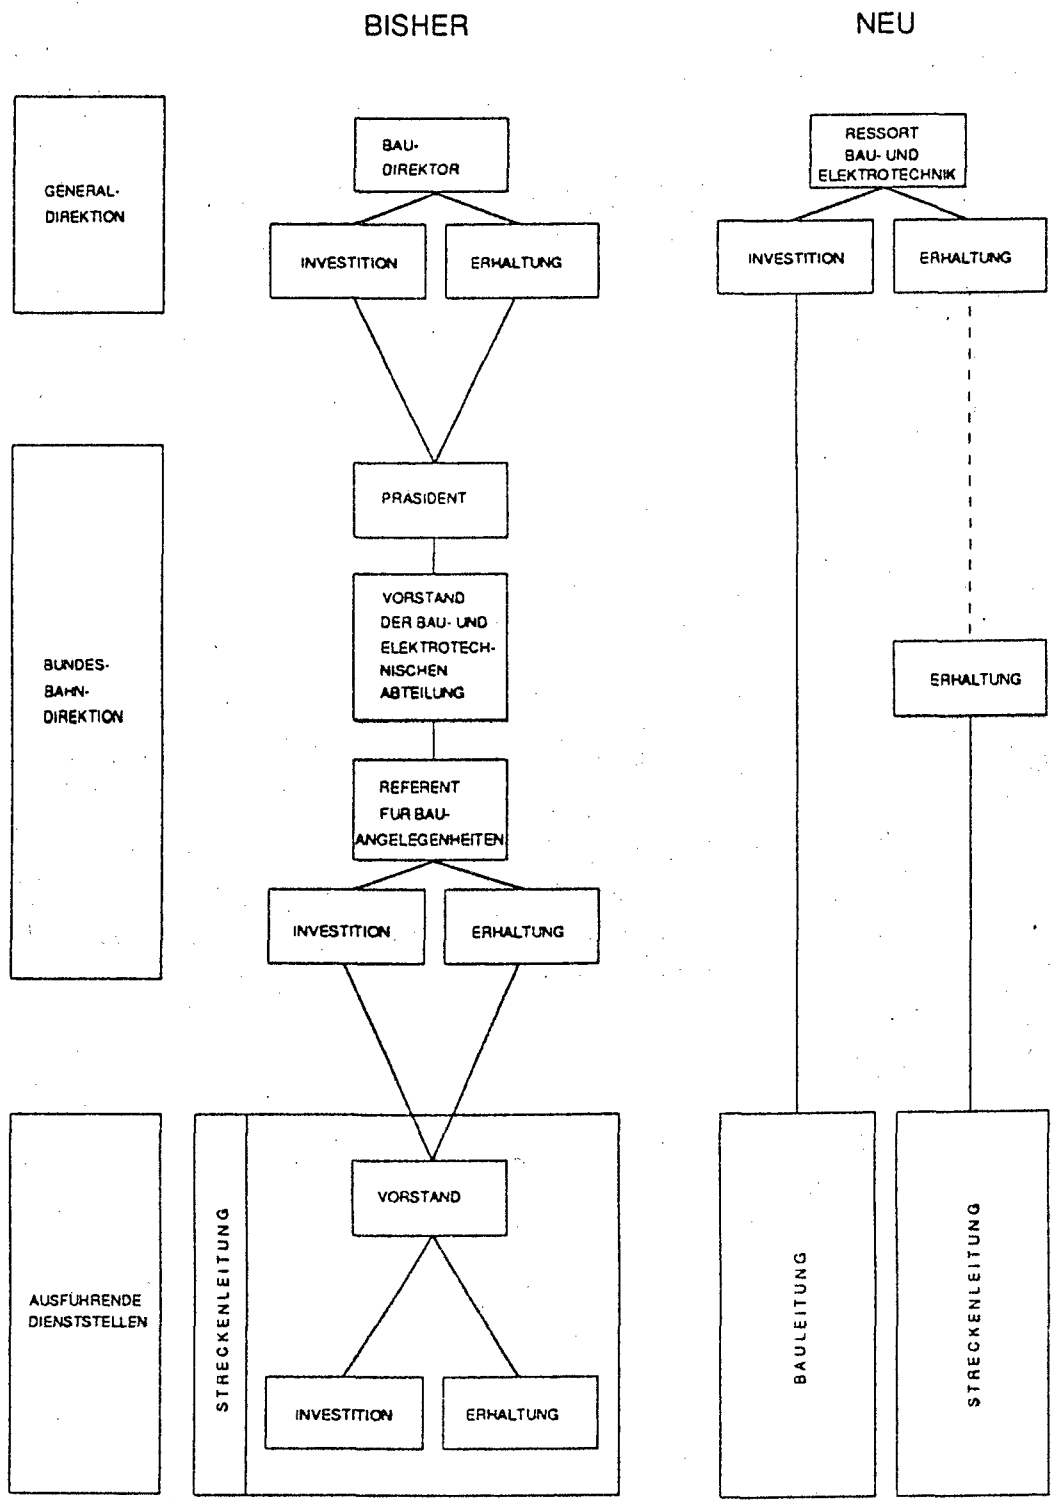 BISHER
NEU
GENERAL-
DIREKTION
BAU-
DIREKTOR
INVESTITION
ERHALTUNG
RESSORT
BAU- UND
ELEKTROTECHNIK
INVESTITION
ERHALTUNG
BUNDES-
BAHN-
DIREKTION
PRÄSIDENT
VORSTAND
DER BAU- UND
ELEKTROTECH-
NISCHEN
ABTEILUNG
REFERENT
FÜR BAU-
ANGELEGENHEITEN
INVESTITION
ERHALTUNG
ERHALTUNG
AUSFÜHRENDE
DIENSTSTELLEN
STRECKENLEITUNG
VORSTAND
INVESTITION
ERHALTUNG
BAULEITUNG
STRECKENLEITUNG